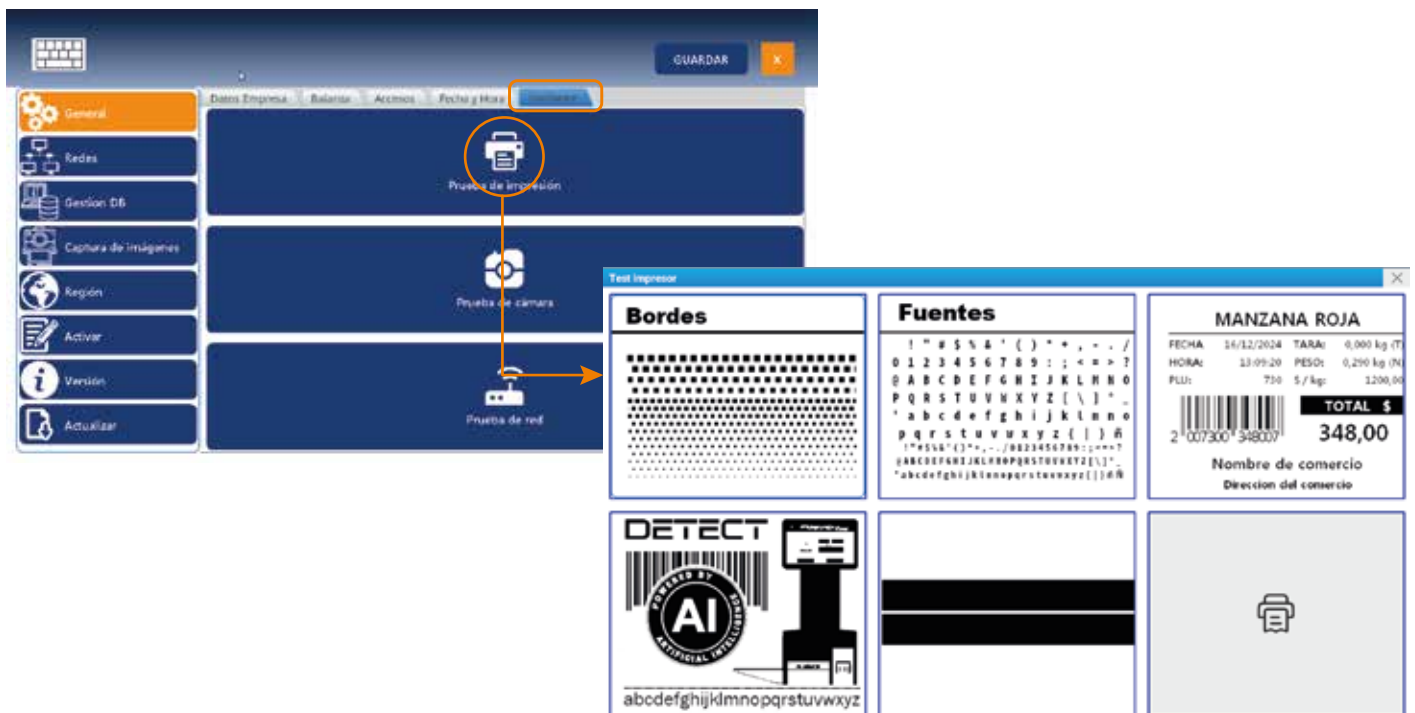 GUARDAR
X
Datos Empresa
Balanza
Accesos
Fecha y Hora
General
Redes
Gestion DB
Captura de imágenes
Región
Activar
Versión
Actualizar
Prueba de impresión
Prueba de cámara
Prueba de red
Test impresor
Bordes
Fuentes
! " # $ % & ' ( ) * + , - . /
0 1 2 3 4 5 6 7 8 9 : ; < = > ?
@ A B C D E F G H I J K L M N O
P Q R S T U V W X Y Z [ \ ] ^ _
' a b c d e f g h i j k l m n o
p q r s t u v w x y z { | } ñ
MANZANA ROJA
FECHA 16/12/2024 TARA: 0,000 kg (T)
HORA: 13:09:20 PESO: 0,290 kg (N)
PLU: 730 $/kg: 1200,00
TOTAL $
2 007300 348007
348,00
Nombre de comercio
Direccion del comercio
DETECT
POWERED BY
AI
ARTIFICIAL INTELLIGENCE
abcdefghijklmnopqrstuvwxyz